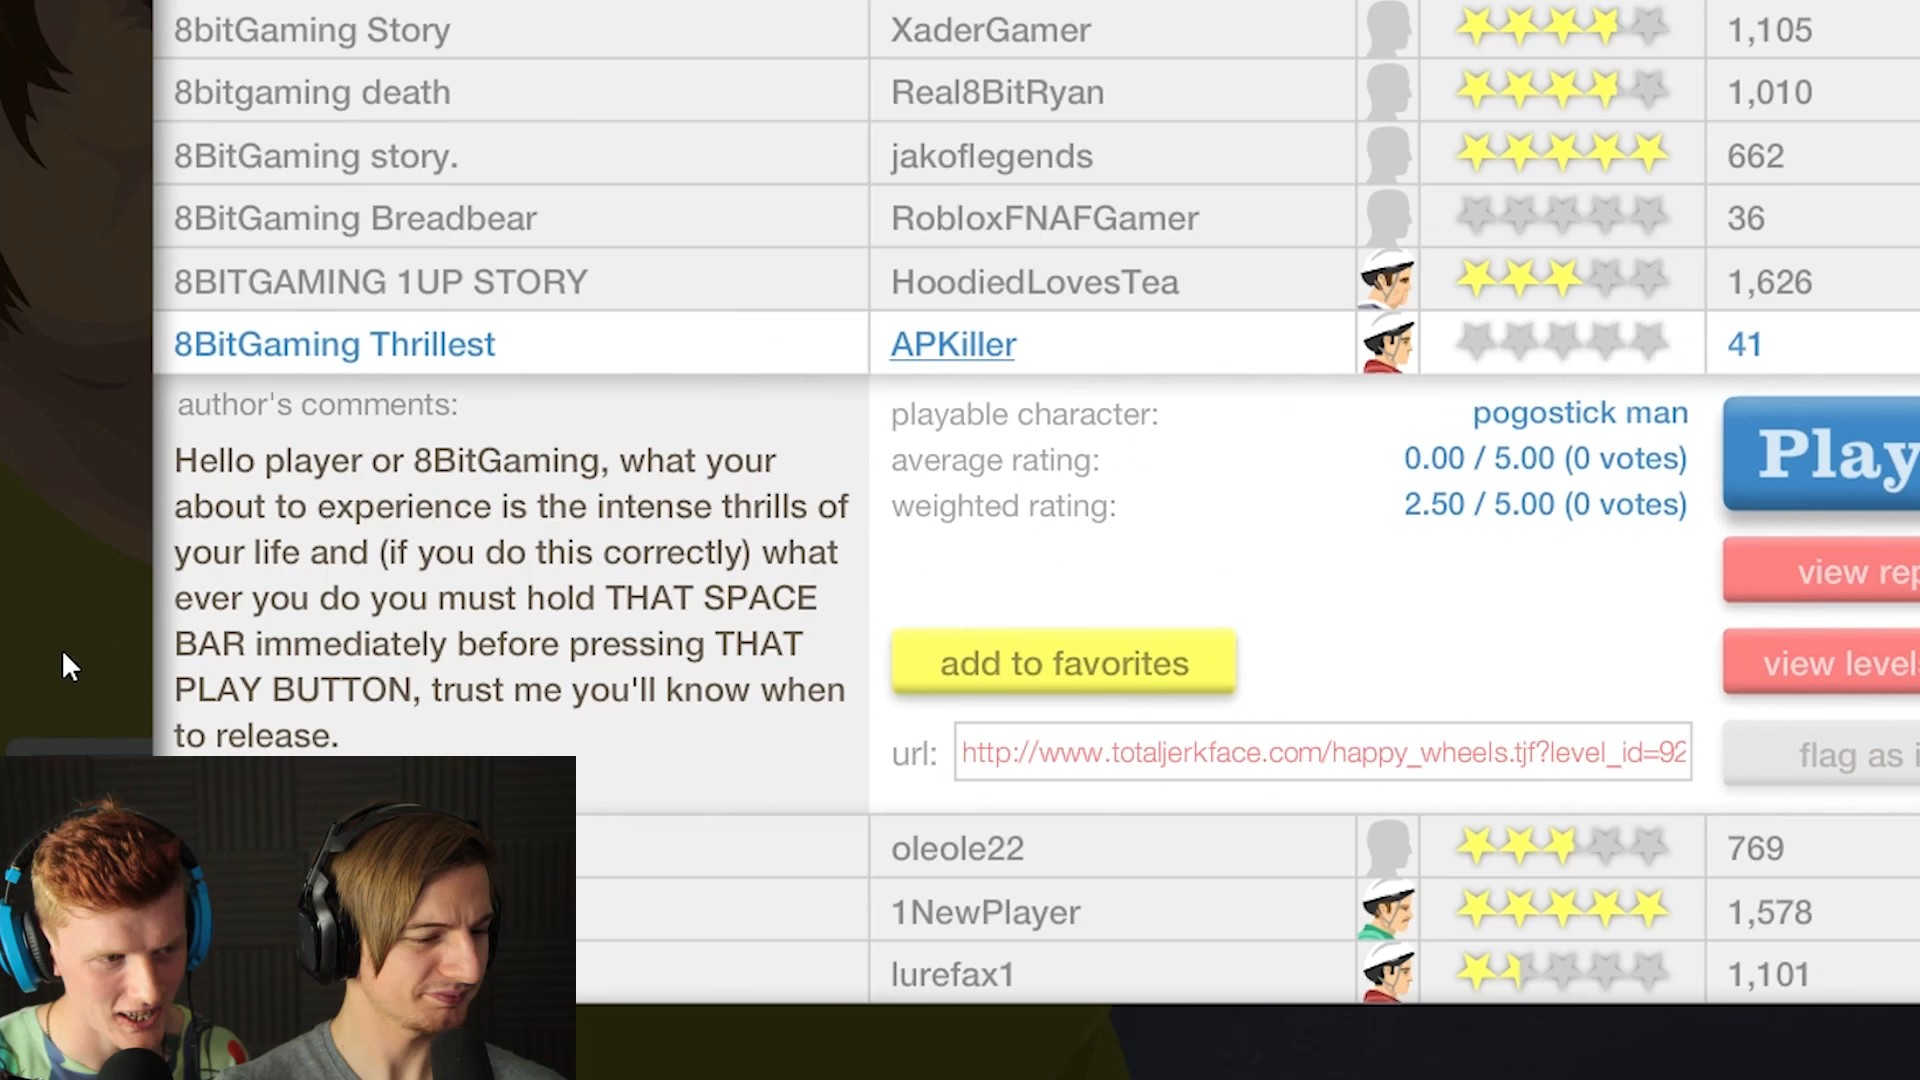 8bitGaming Story XaderGamer 1,105
8bitgaming death Real8BitRyan 1,010
8BitGaming story. jakoflegends 662
8BitGaming Breadbear RobloxFNAFGamer 36
8BITGAMING 1UP STORY HoodiedLovesTea 1,626
8BitGaming Thrillest APKiller 41
author's comments:
Hello player or 8BitGaming, what your
about to experience is the intense thrills of
your life and (if you do this correctly) what
ever you do you must hold THAT SPACE
BAR immediately before pressing THAT
PLAY BUTTON, trust me you'll know when
to release.
playable character: pogostick man
average rating: 0.00 / 5.00 (0 votes)
weighted rating: 2.50 / 5.00 (0 votes)
add to favorites
url: http://www.totaljerkface.com/happy_wheels.tjf?level_id=92
Play
view rep
view levels
flag as i
oleole22 769
1NewPlayer 1,578
lurefax1 1,101